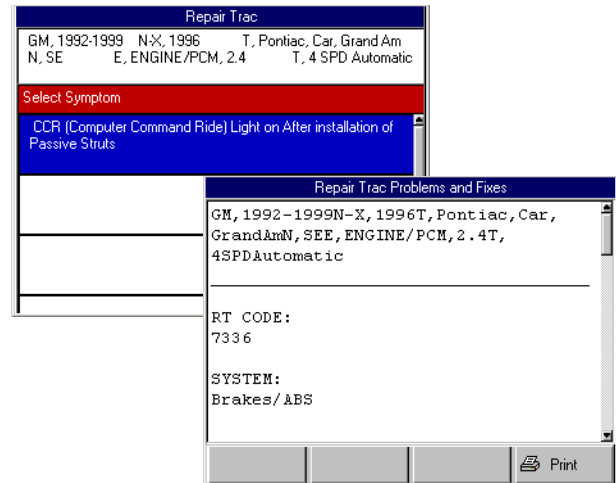 Repair Trac
GM, 1992-1999 N-X, 1996 T, Pontiac, Car, Grand Am
N, SE E, ENGINE/PCM, 2.4 T, 4 SPD Automatic
Select Symptom
CCR (Computer Command Ride) Light on After installation of
Passive Struts
Repair Trac Problems and Fixes
GM,1992-1999N-X,1996T,Pontiac,Car,
GrandAmN,SEE,ENGINE/PCM,2.4T,
4SPDAutomatic
RT CODE:
7336
SYSTEM:
Brakes/ABS
Print